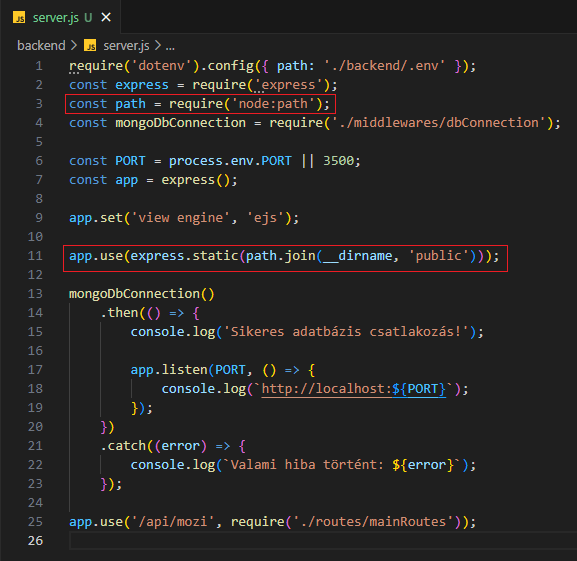 JS server.js U ×
backend > JS server.js > ...
1 require('dotenv').config({ path: './backend/.env' });
2 const express = require('express');
3 const path = require('node:path');
4 const mongoDbConnection = require('./middlewares/dbConnection');
5
6 const PORT = process.env.PORT || 3500;
7 const app = express();
8
9 app.set('view engine', 'ejs');
10
11 app.use(express.static(path.join(__dirname, 'public')));
12
13 mongoDbConnection()
14     .then(() => {
15         console.log('Sikeres adatbázis csatlakozás!');
16
17         app.listen(PORT, () => {
18             console.log(`http://localhost:${PORT}`);
19         });
20     })
21     .catch((error) => {
22         console.log(`Valami hiba történt: ${error}`);
23     });
24
25 app.use('/api/mozi', require('./routes/mainRoutes'));
26